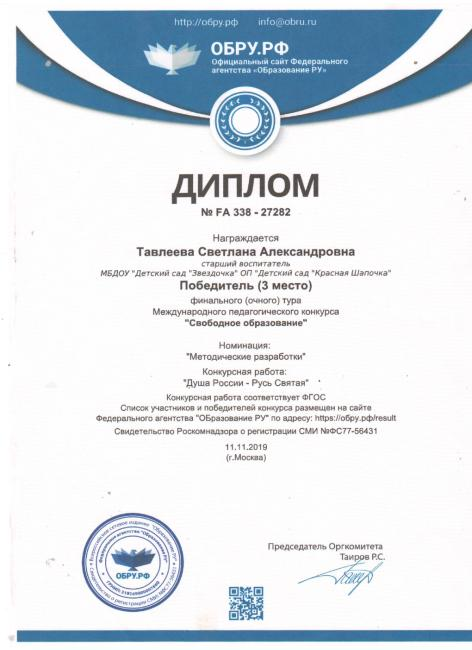 http://обру.рф info@obru.ru
ОБРУ.РФ
Официальный сайт Федерального
агентства «Образование РУ»
ДИПЛОМ
№ FA 338 - 27282
Награждается
Тавлеева Светлана Александровна
старший воспитатель
МБДОУ "Детский сад "Звездочка" ОП "Детский сад "Красная Шапочка"
Победитель (3 место)
финального (очного) тура
Международного педагогического конкурса
"Свободное образование"
Номинация:
"Методические разработки"
Конкурсная работа:
"Душа России - Русь Святая"
Конкурсная работа соответствует ФГОС
Список участников и победителей конкурса размещен на сайте
Федерального агентства "Образование РУ" по адресу: https://обру.рф/result
Свидетельство Роскомнадзора о регистрации СМИ №ФС77-56431
11.11.2019
(г.Москва)
Председатель Оргкомитета
Таиров Р.С.
ОБРУ.РФ